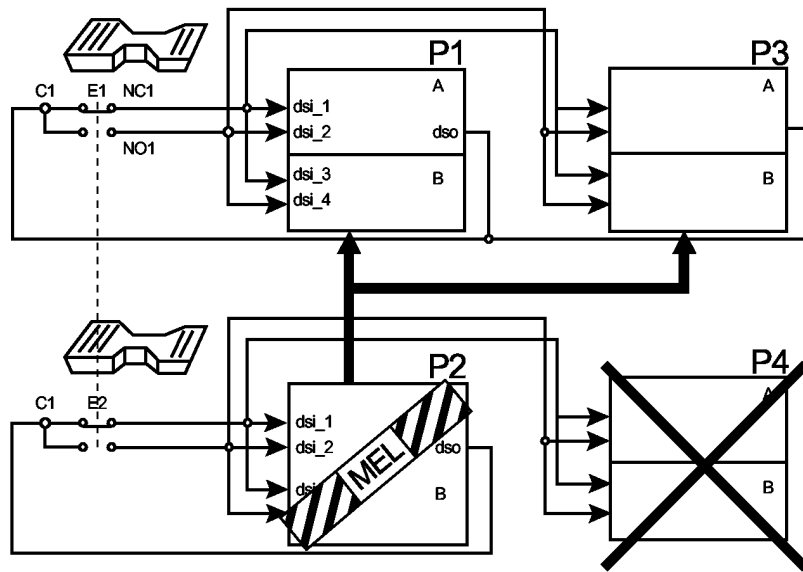 P1 P3
C1 E1 NC1 A A
dsi_1
dsi_2 dso
NO1
dsi_3 B B
dsi_4
P2 P4
C1 E2 A
dsi_1
dsi_2 dso
MEL
B B